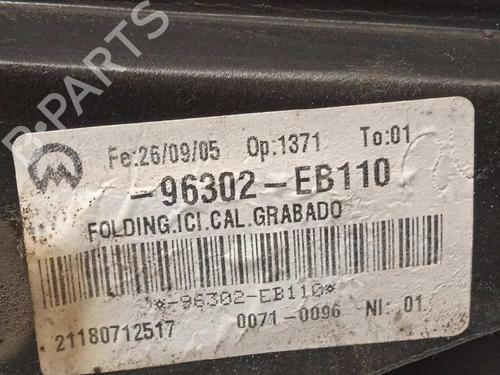 Fe:26/09/05 Op:1371 To:01
-96302-EB110
FOLDING.ICI.CAL.GRABADO
*-96302-EB110*
21180712517 0071-0096 NI: 01
B-PARTS